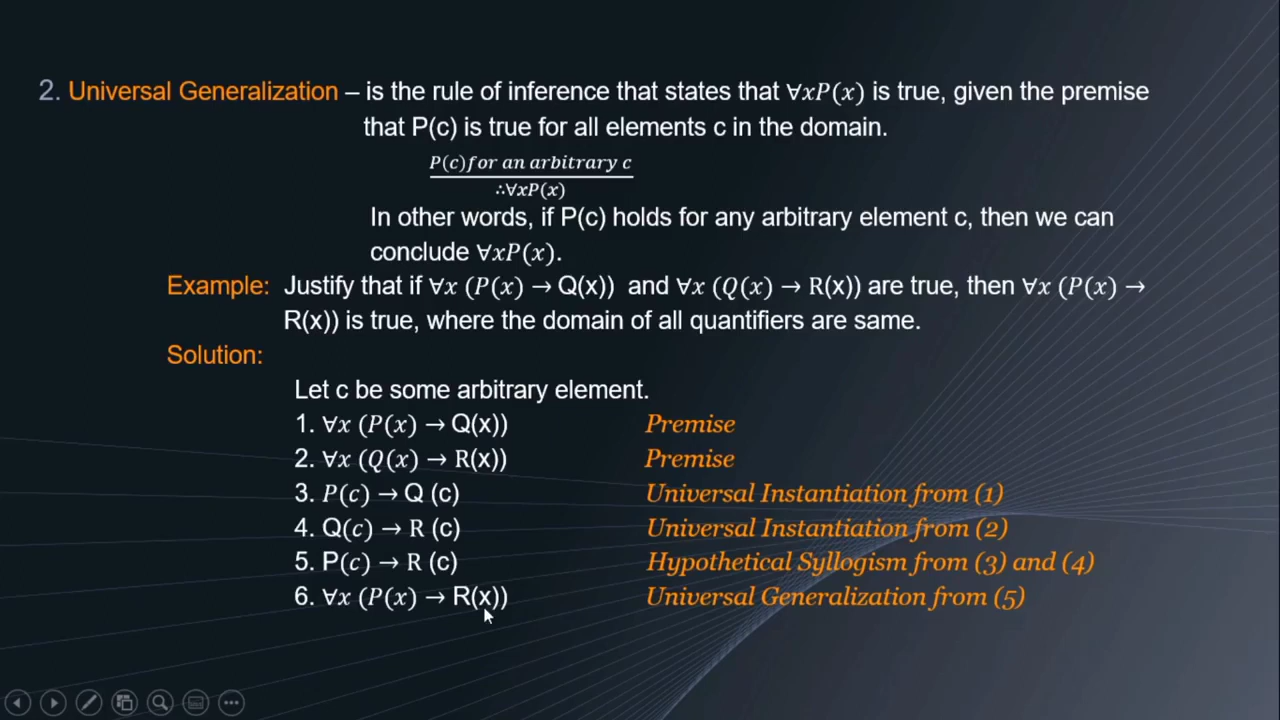 2. Universal Generalization – is the rule of inference that states that ∀xP(x) is true, given the premise
that P(c) is true for all elements c in the domain.
P(c)for an arbitrary c
∴∀xP(x)
In other words, if P(c) holds for any arbitrary element c, then we can
conclude ∀xP(x).
Example: Justify that if ∀x (P(x) → Q(x)) and ∀x (Q(x) → R(x)) are true, then ∀x (P(x) →
R(x)) is true, where the domain of all quantifiers are same.
Solution:
Let c be some arbitrary element.
1. ∀x (P(x) → Q(x)) Premise
2. ∀x (Q(x) → R(x)) Premise
3. P(c) → Q (c) Universal Instantiation from (1)
4. Q(c) → R (c) Universal Instantiation from (2)
5. P(c) → R (c) Hypothetical Syllogism from (3) and (4)
6. ∀x (P(x) → R(x)) Universal Generalization from (5)